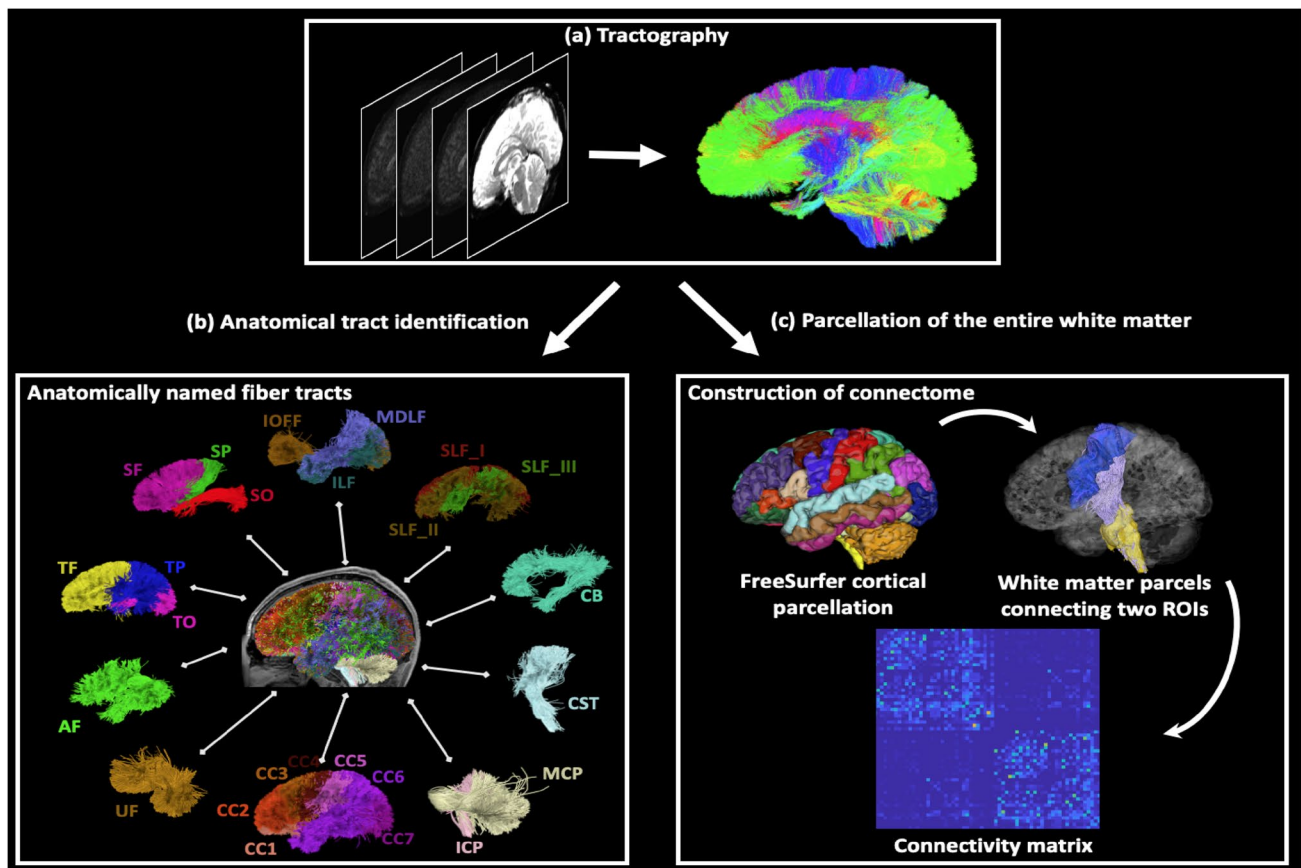 (a) Tractography
(b) Anatomical tract identification
(c) Parcellation of the entire white matter
Anatomically named fiber tracts
IOFF
MDLF
ILF
SF
SP
SO
SLF_I
SLF_III
SLF_II
TF
TP
TO
CB
AF
CST
UF
CC4
CC5
CC3
CC6
CC2
CC1
CC7
MCP
ICP
Construction of connectome
FreeSurfer cortical
parcellation
White matter parcels
connecting two ROIs
Connectivity matrix